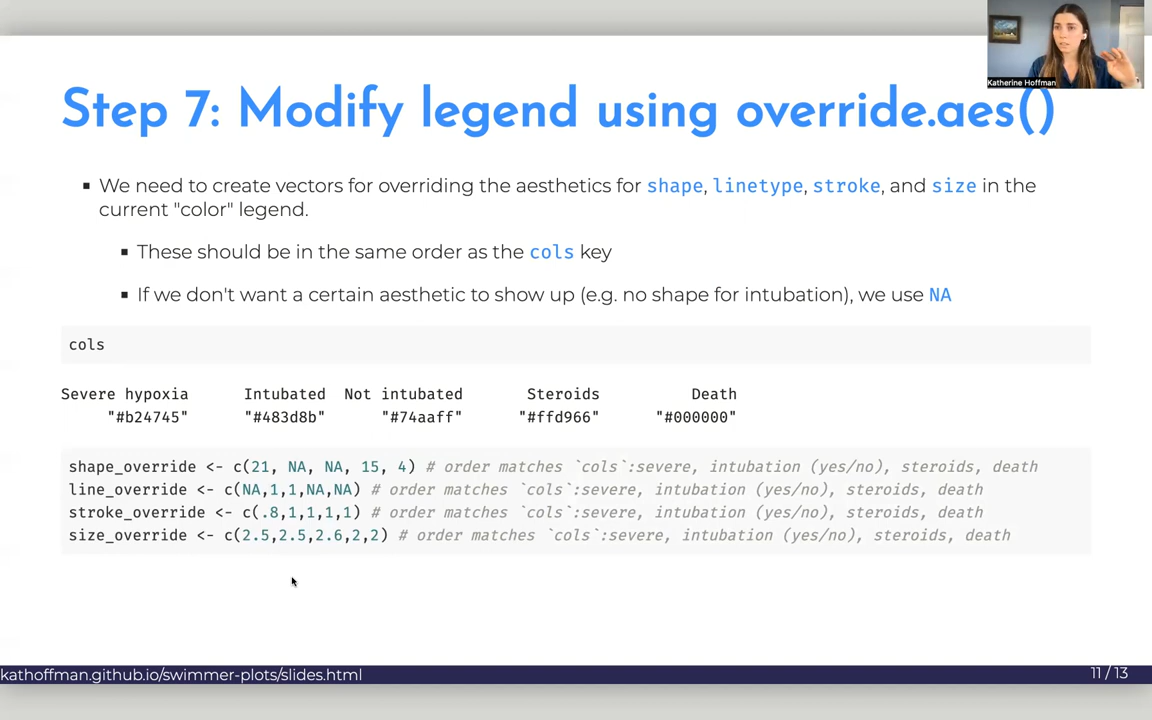 Katherine Hoffman
Step 7: Modify legend using override.aes()
▪ We need to create vectors for overriding the aesthetics for shape, linetype, stroke, and size in the
current "color" legend.
▪ These should be in the same order as the cols key
▪ If we don't want a certain aesthetic to show up (e.g. no shape for intubation), we use NA
cols
Severe hypoxia Intubated Not intubated Steroids Death
"#b24745" "#483d8b" "#74aaff" "#ffd966" "#000000"
shape_override <- c(21, NA, NA, 15, 4) # order matches `cols`:severe, intubation (yes/no), steroids, death
line_override <- c(NA,1,1,NA,NA) # order matches `cols`:severe, intubation (yes/no), steroids, death
stroke_override <- c(.8,1,1,1,1) # order matches `cols`:severe, intubation (yes/no), steroids, death
size_override <- c(2.5,2.5,2.6,2,2) # order matches `cols`:severe, intubation (yes/no), steroids, death
kathoffman.github.io/swimmer-plots/slides.html
11 / 13